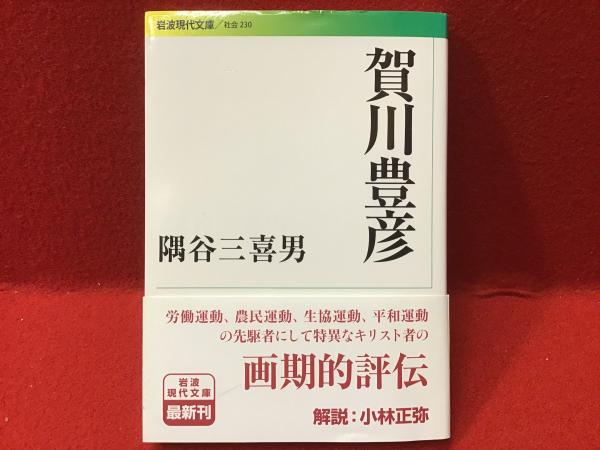 岩波現代文庫／社会 230
賀川豊彦
隅谷三喜男
労働運動、農民運動、生協運動、平和運動
の先駆者にして特異なキリスト者の
画期的評伝
岩波
現代文庫
最新刊
解説：小林正弥